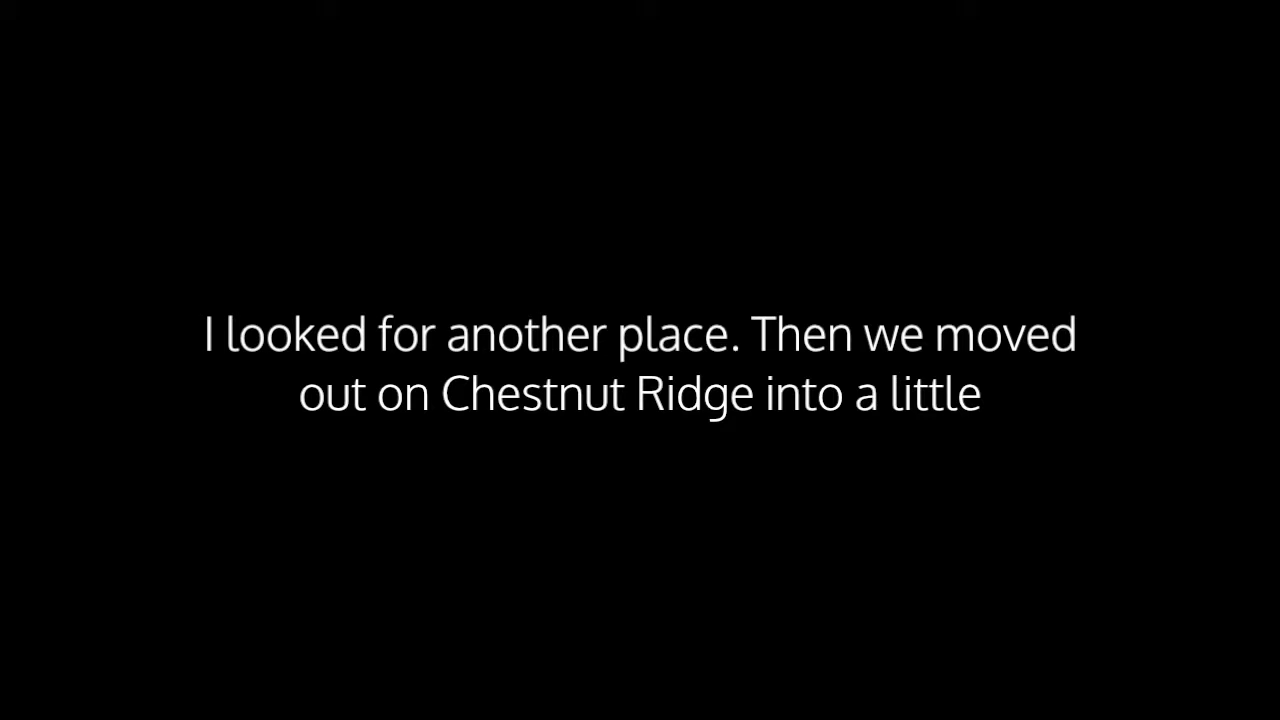 I looked for another place. Then we moved
out on Chestnut Ridge into a little